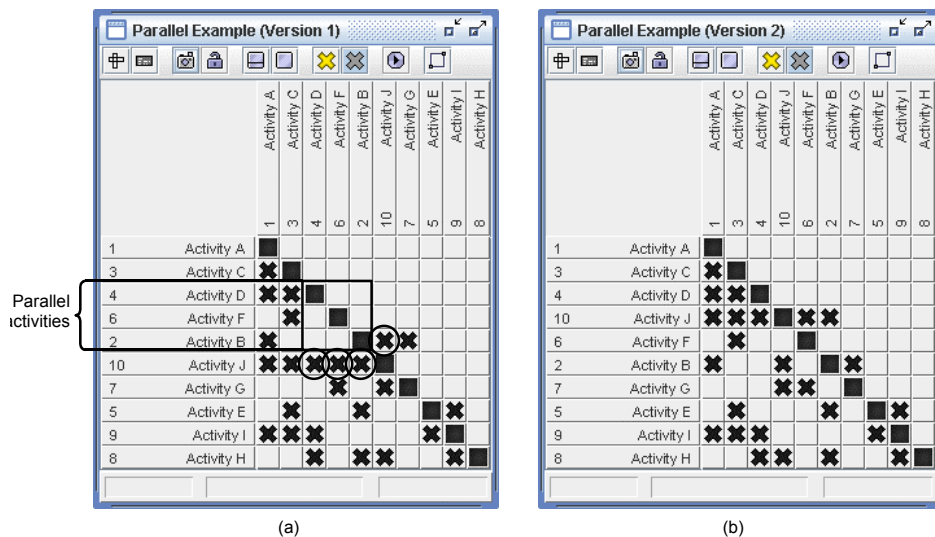 Parallel Example (Version 1)
Activity A
Activity C
Activity D
Activity F
Activity B
Activity J
Activity G
Activity E
Activity I
Activity H
1 3 4 6 2 10 7 5 9 8
1 Activity A
3 Activity C
4 Activity D
6 Activity F
2 Activity B
10 Activity J
7 Activity G
5 Activity E
9 Activity I
8 Activity H
Parallel
activities
(a)
Parallel Example (Version 2)
Activity A
Activity C
Activity D
Activity J
Activity F
Activity B
Activity G
Activity E
Activity I
Activity H
1 3 4 10 6 2 7 5 9 8
1 Activity A
3 Activity C
4 Activity D
10 Activity J
6 Activity F
2 Activity B
7 Activity G
5 Activity E
9 Activity I
8 Activity H
(b)